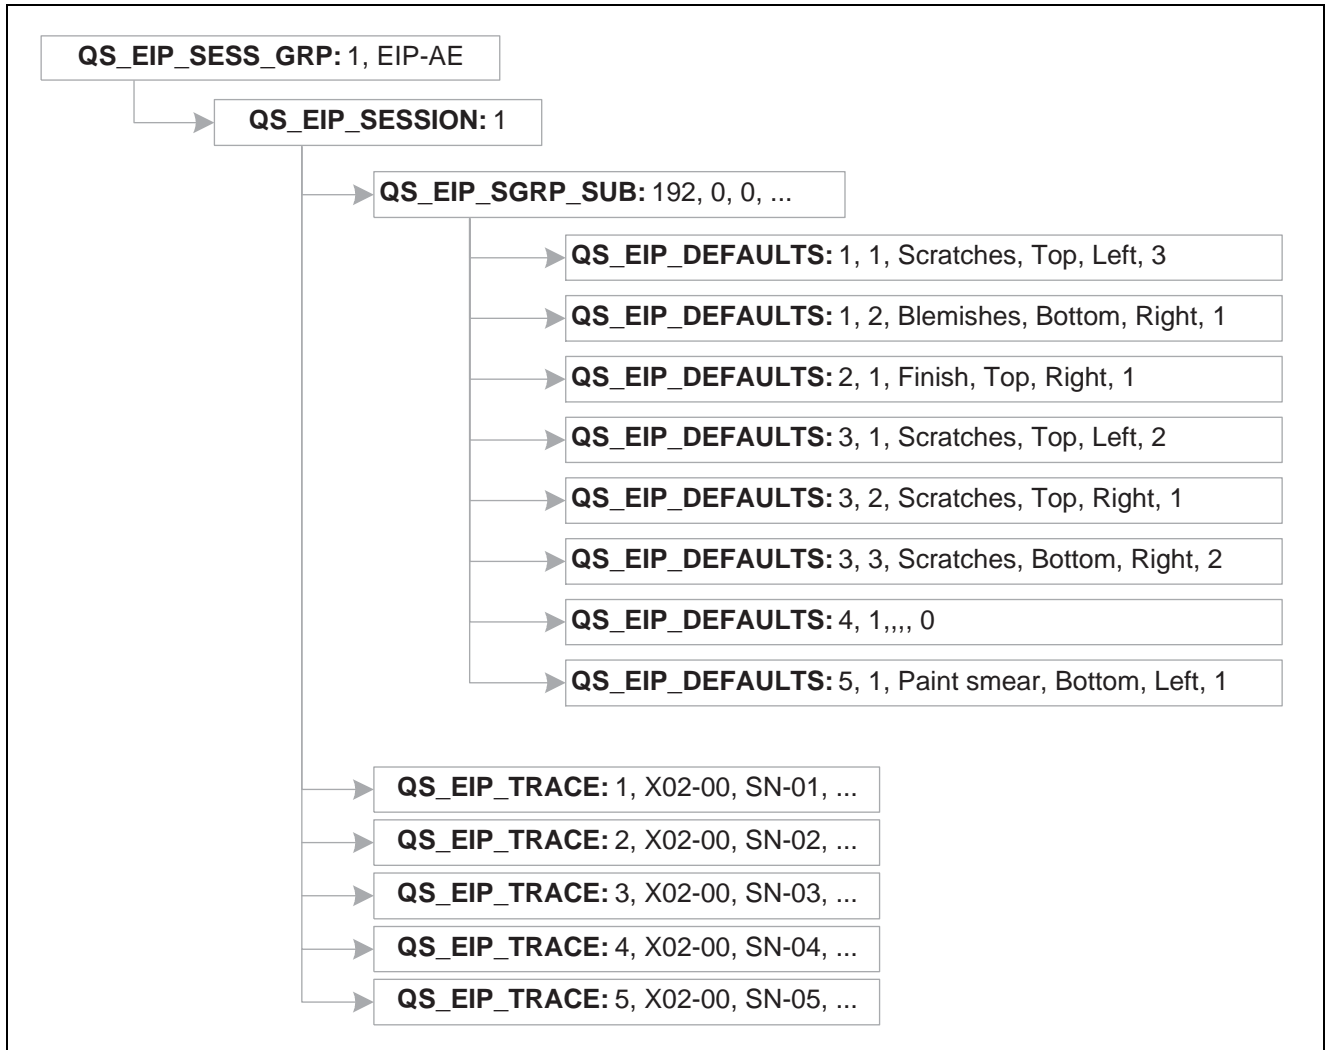 QS_EIP_SESS_GRP: 1, EIP-AE
QS_EIP_SESSION: 1
QS_EIP_SGRP_SUB: 192, 0, 0, ...
QS_EIP_DEFAULTS: 1, 1, Scratches, Top, Left, 3
QS_EIP_DEFAULTS: 1, 2, Blemishes, Bottom, Right, 1
QS_EIP_DEFAULTS: 2, 1, Finish, Top, Right, 1
QS_EIP_DEFAULTS: 3, 1, Scratches, Top, Left, 2
QS_EIP_DEFAULTS: 3, 2, Scratches, Top, Right, 1
QS_EIP_DEFAULTS: 3, 3, Scratches, Bottom, Right, 2
QS_EIP_DEFAULTS: 4, 1,,,, 0
QS_EIP_DEFAULTS: 5, 1, Paint smear, Bottom, Left, 1
QS_EIP_TRACE: 1, X02-00, SN-01, ...
QS_EIP_TRACE: 2, X02-00, SN-02, ...
QS_EIP_TRACE: 3, X02-00, SN-03, ...
QS_EIP_TRACE: 4, X02-00, SN-04, ...
QS_EIP_TRACE: 5, X02-00, SN-05, ...